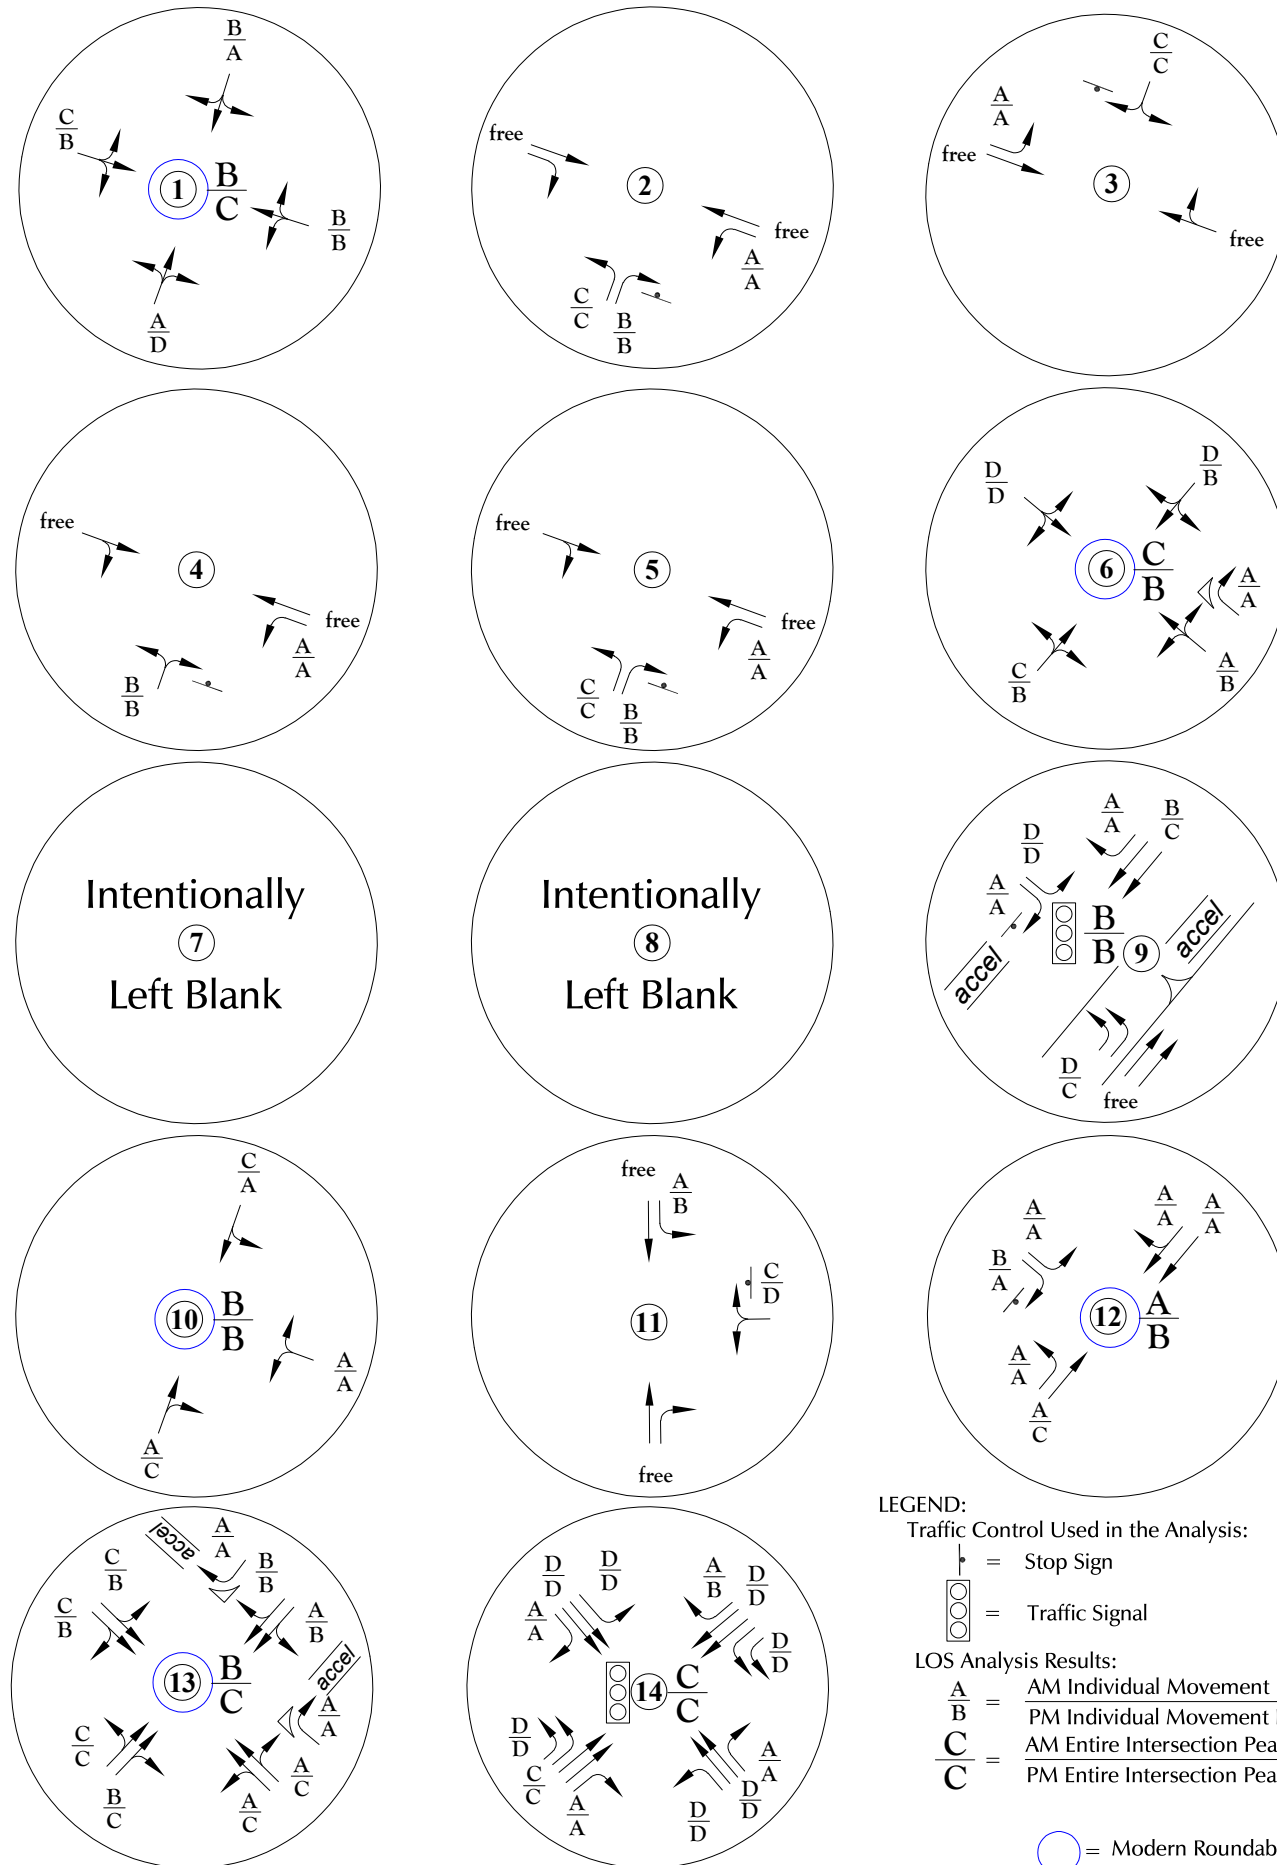 B
A
C
B
1
B
C
B
B
A
D
free
2
free
A
A
C
C
B
B
C
C
A
A
free
3
free
free
4
free
A
A
B
B
free
5
free
A
A
C
C
B
B
D
D
D
B
6
C
B
A
A
C
B
A
B
Intentionally
7
Left Blank
Intentionally
8
Left Blank
A
A
B
C
D
D
A
A
B
B
9
accel
accel
D
C
free
C
A
10
B
B
A
A
A
C
free
A
B
C
D
11
free
A
A
A
A
A
A
B
A
12
A
B
A
A
A
C
accel
A
A
C
B
B
B
C
B
A
B
13
B
C
accel
A
A
C
C
B
C
A
C
A
C
D
D
D
D
A
B
D
D
A
A
D
D
14
C
C
D
D
C
C
A
A
A
A
D
D
D
D
LEGEND:
Traffic Control Used in the Analysis:
= Stop Sign
= Traffic Signal
LOS Analysis Results:
A
B
=
AM Individual Movement
PM Individual Movement
C
C
=
AM Entire Intersection Pea
PM Entire Intersection Pea
= Modern Roundab